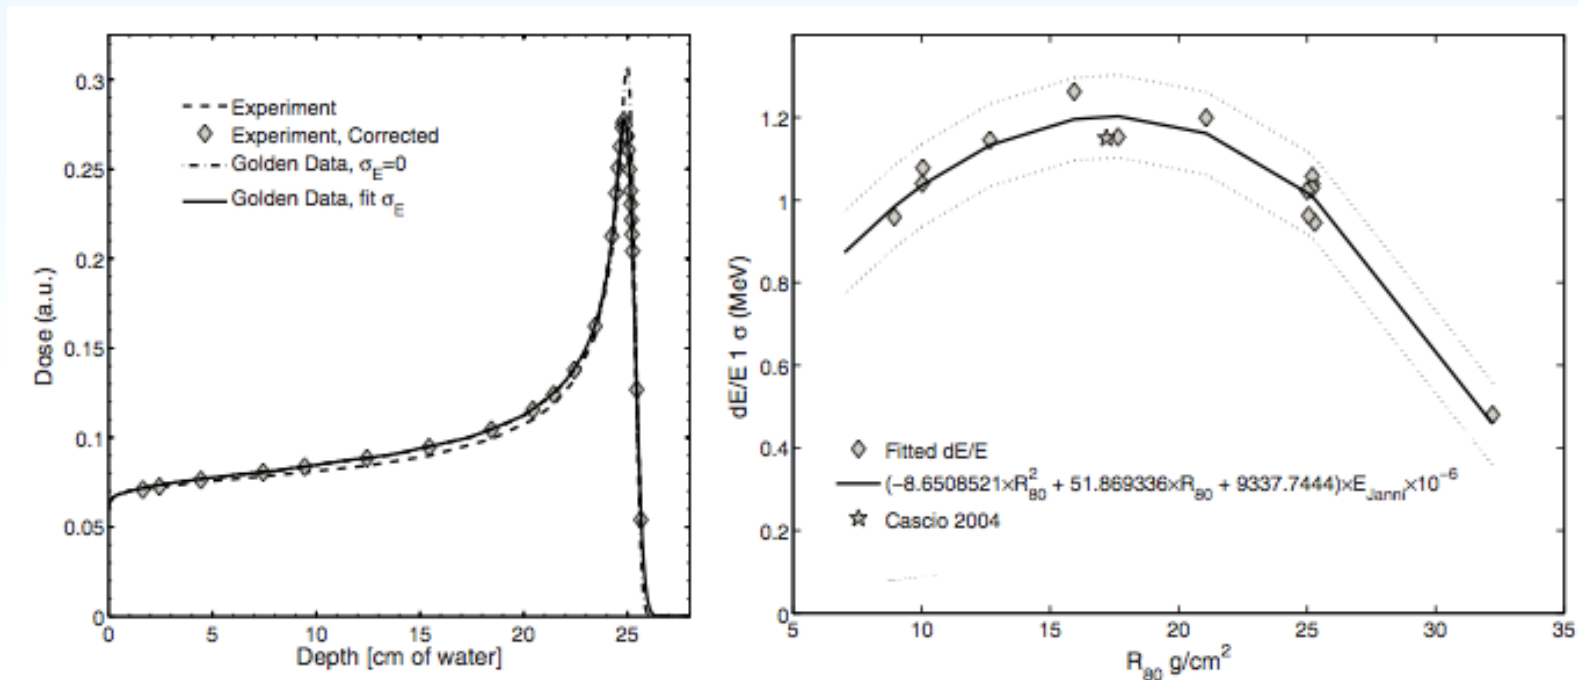 0.3
0.25
0.2
0.15
0.1
0.05
0
Dose (a.u.)
Experiment
Experiment, Corrected
Golden Data, σE=0
Golden Data, fit σE
0 5 10 15 20 25
Depth [cm of water]
1.2
1
0.8
0.6
0.4
0.2
0
dE/E 1 σ (MeV)
Fitted dE/E
(−8.6508521×R²80 + 51.869336×R80 + 9337.7444)×EJanni×10⁻⁶
Cascio 2004
5 10 15 20 25 30 35
R80 g/cm²